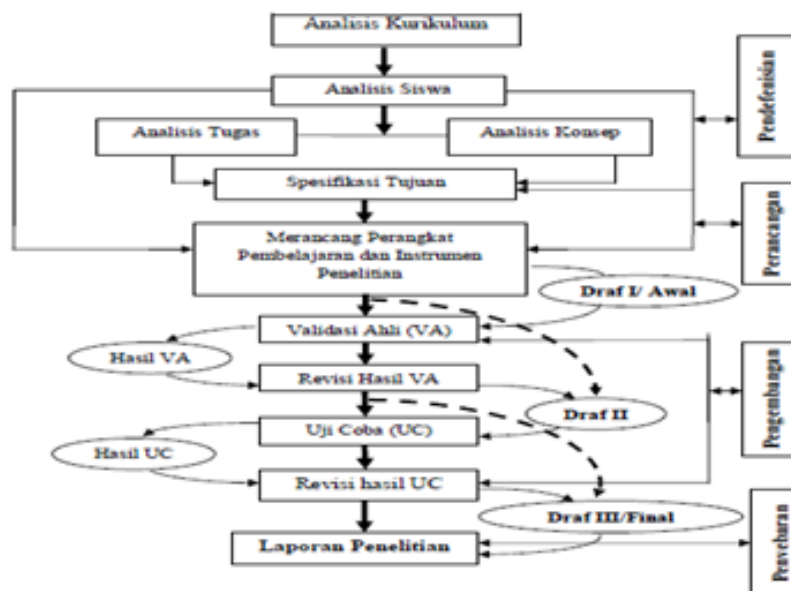 Analisis Kurikulum
Analisis Siswa
Analisis Tugas
Analisis Konsep
Spesifikasi Tujuan
Merancang Perangkat
Pembelajaran dan Instrumen
Penelitian
Draf I/ Awal
Validasi Ahli (VA)
Hasil VA
Revisi Hasil VA
Draf II
Uji Coba (UC)
Hasil UC
Revisi hasil UC
Draf III/Final
Laporan Penelitian
Pendefenisian
Perancangan
Pengembangan
Penyebaran